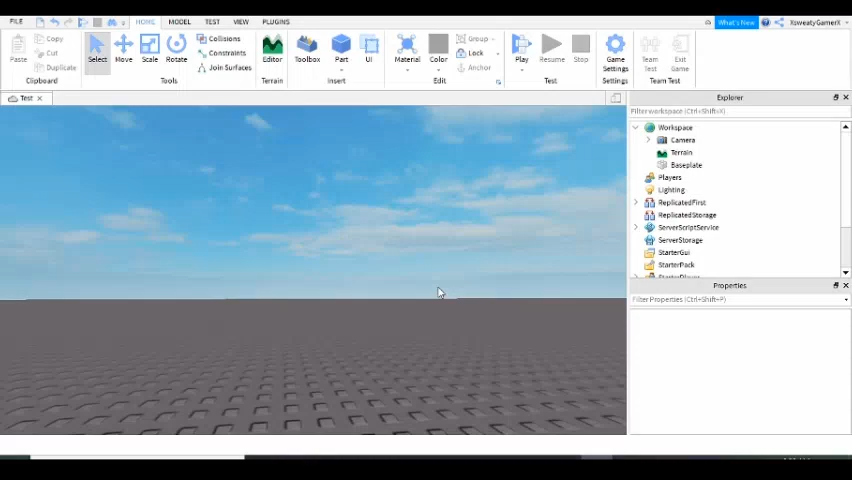 FILE HOME MODEL TEST VIEW PLUGINS What's New XsweatyGamerX
Paste Copy Cut Duplicate Select Move Scale Rotate Collisions Constraints Join Surfaces Editor Toolbox Part UI Material Color Group Lock Anchor Play Resume Stop Game Settings Team Test Exit Game
Clipboard Tools Terrain Insert Edit Test Settings Team Test
Test Explorer
Filter workspace (Ctrl+Shift+X)
Workspace
Camera
Terrain
Baseplate
Players
Lighting
ReplicatedFirst
ReplicatedStorage
ServerScriptService
ServerStorage
StarterGui
StarterPack
StarterPlayer
Properties
Filter Properties (Ctrl+Shift+P)